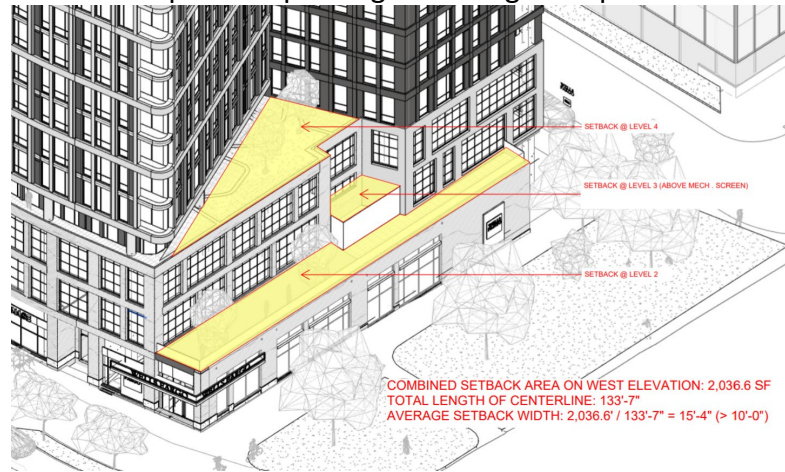 SETBACK @ LEVEL 4
SETBACK @ LEVEL 3 (ABOVE MECH . SCREEN)
SETBACK @ LEVEL 2
COMBINED SETBACK AREA ON WEST ELEVATION: 2,036.6 SF
TOTAL LENGTH OF CENTERLINE: 133'-7"
AVERAGE SETBACK WIDTH: 2,036.6' / 133'-7" = 15'-4" (> 10'-0")